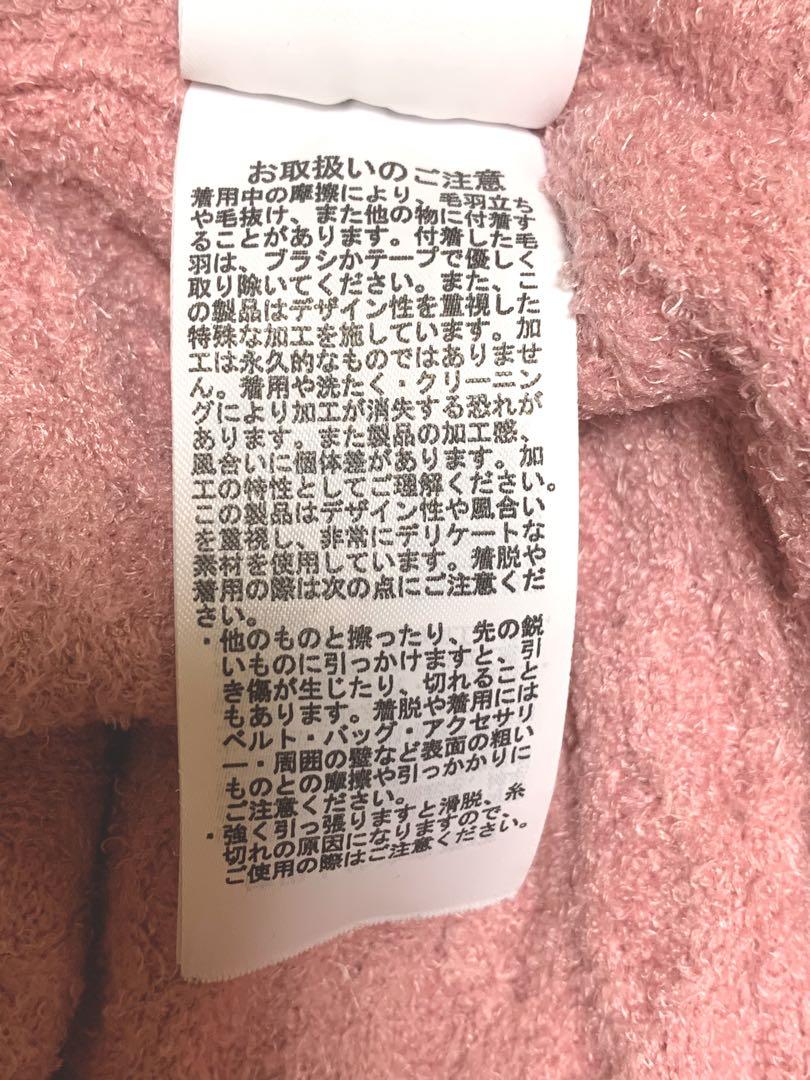 お取扱いのご注意
着用中の摩擦により、毛羽立ち
や毛抜け、また他の物に付着す
ることがあります。付着した毛
羽は、ブラシかテープで優しく
取り除いてください。また、こ
の製品はデザイン性を重視した
特殊な加工を施しています。加
工は永久的なものではありませ
ん。着用や洗たく・クリーニン
グにより加工が消失する恐れが
あります。また製品の加工感、
風合いに個体差があります。加
工の特性としてご理解ください。
この製品はデザイン性や風合い
を重視し、非常にデリケートな
素材を使用しています。着脱や
着用の際は次の点にご注意くだ
さい。
・他のものと擦ったり、先の鋭
いものに引っかけますと、引
き傷が生じたり、切れること
もあります。着脱や着用には
ベルト・バッグ・アクセサリ
ー・周囲の壁など表面の粗い
ものとの摩擦や引っかかりに
ご注意ください。
・強く引っ張りますと滑脱、糸
切れの原因になりますので、
ご使用の際はご注意ください。